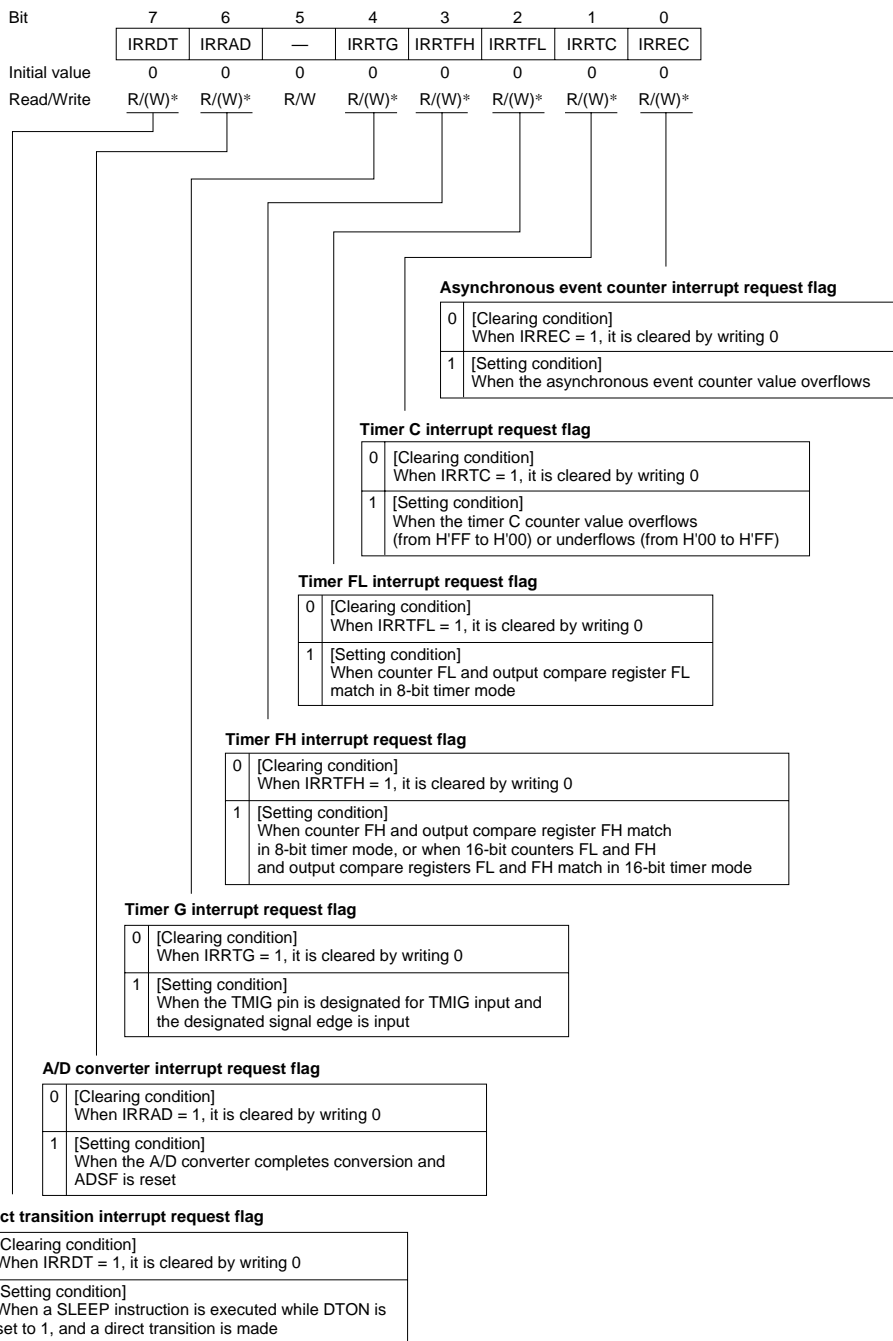 Bit 7 6 5 4 3 2 1 0
IRRDT IRRAD — IRRTG IRRTFH IRRTFL IRRTC IRREC
Initial value 0 0 0 0 0 0 0 0
Read/Write R/(W)* R/(W)* R/W R/(W)* R/(W)* R/(W)* R/(W)* R/(W)*
Asynchronous event counter interrupt request flag
0 [Clearing condition]
When IRREC = 1, it is cleared by writing 0
1 [Setting condition]
When the asynchronous event counter value overflows
Timer C interrupt request flag
0 [Clearing condition]
When IRRTC = 1, it is cleared by writing 0
1 [Setting condition]
When the timer C counter value overflows
(from H'FF to H'00) or underflows (from H'00 to H'FF)
Timer FL interrupt request flag
0 [Clearing condition]
When IRRTFL = 1, it is cleared by writing 0
1 [Setting condition]
When counter FL and output compare register FL
match in 8-bit timer mode
Timer FH interrupt request flag
0 [Clearing condition]
When IRRTFH = 1, it is cleared by writing 0
1 [Setting condition]
When counter FH and output compare register FH match
in 8-bit timer mode, or when 16-bit counters FL and FH
and output compare registers FL and FH match in 16-bit timer mode
Timer G interrupt request flag
0 [Clearing condition]
When IRRTG = 1, it is cleared by writing 0
1 [Setting condition]
When the TMIG pin is designated for TMIG input and
the designated signal edge is input
A/D converter interrupt request flag
0 [Clearing condition]
When IRRAD = 1, it is cleared by writing 0
1 [Setting condition]
When the A/D converter completes conversion and
ADSF is reset
ct transition interrupt request flag
Clearing condition]
When IRRDT = 1, it is cleared by writing 0
Setting condition]
When a SLEEP instruction is executed while DTON is
set to 1, and a direct transition is made